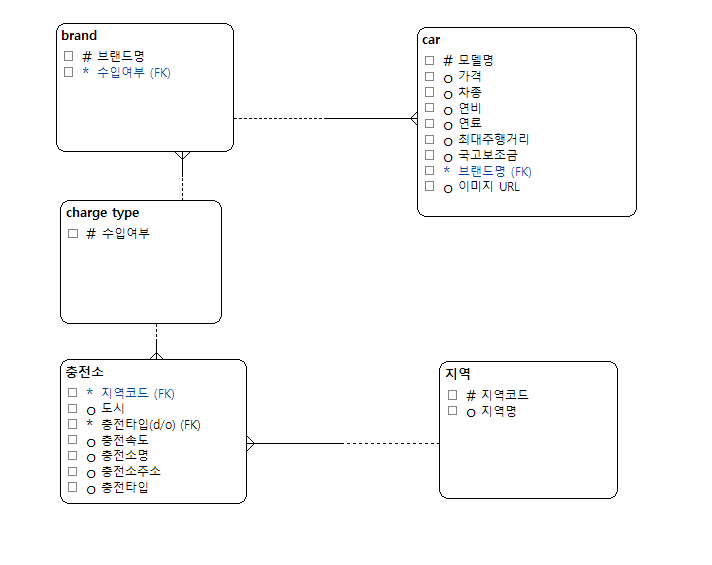 brand
# 브랜드명
* 수입여부 (FK)
car
# 모델명
o 가격
o 차종
o 연비
o 연료
o 최대주행거리
o 국고보조금
* 브랜드명 (FK)
o 이미지 URL
charge type
# 수입여부
충전소
* 지역코드 (FK)
o 도시
* 충전타입(d/o) (FK)
o 충전속도
o 충전소명
o 충전소주소
o 충전타입
지역
# 지역코드
o 지역명